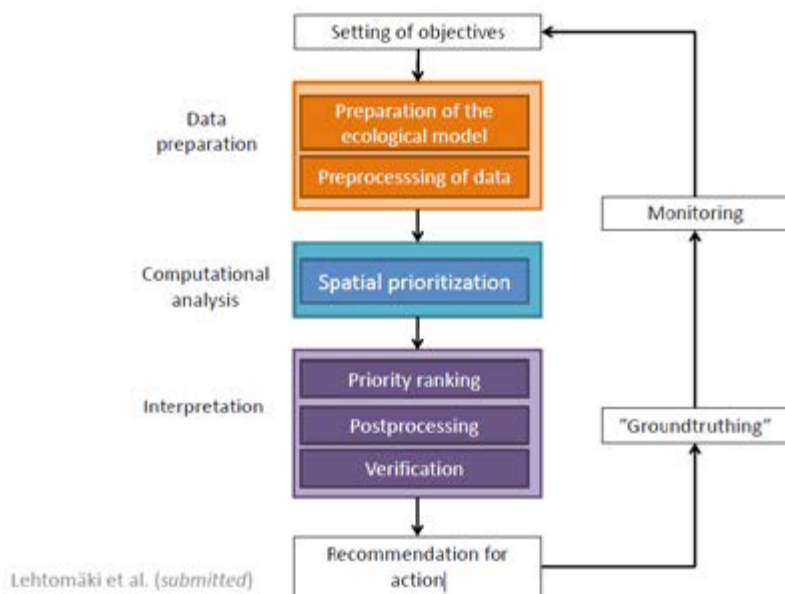 Setting of objectives
Data
preparation
Preparation of the
ecological model
Preprocesssing of data
Monitoring
Computational
analysis
Spatial prioritization
Interpretation
Priority ranking
Postprocessing
Verification
"Groundtruthing"
Recommendation for
action
Lehtomäki et al. (submitted)